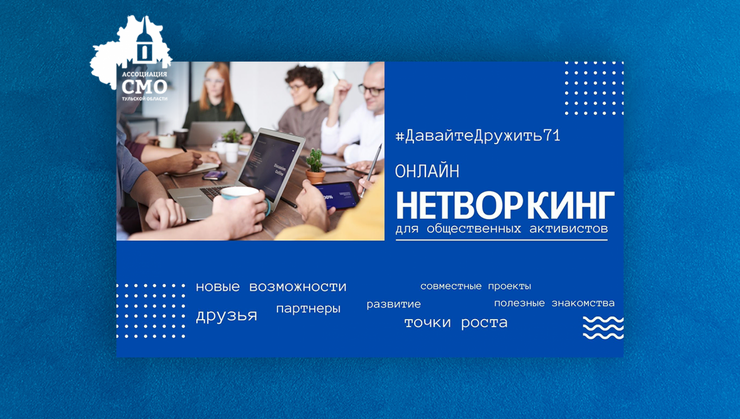 АССОЦИАЦИЯ
СМО
ТУЛЬСКОЙ ОБЛАСТИ
#ДавайтеДружить71
ОНЛАЙН
НЕТВОРКИНГ
для общественных активистов
новые возможности
совместные проекты
друзья
партнеры
развитие
полезные знакомства
точки роста